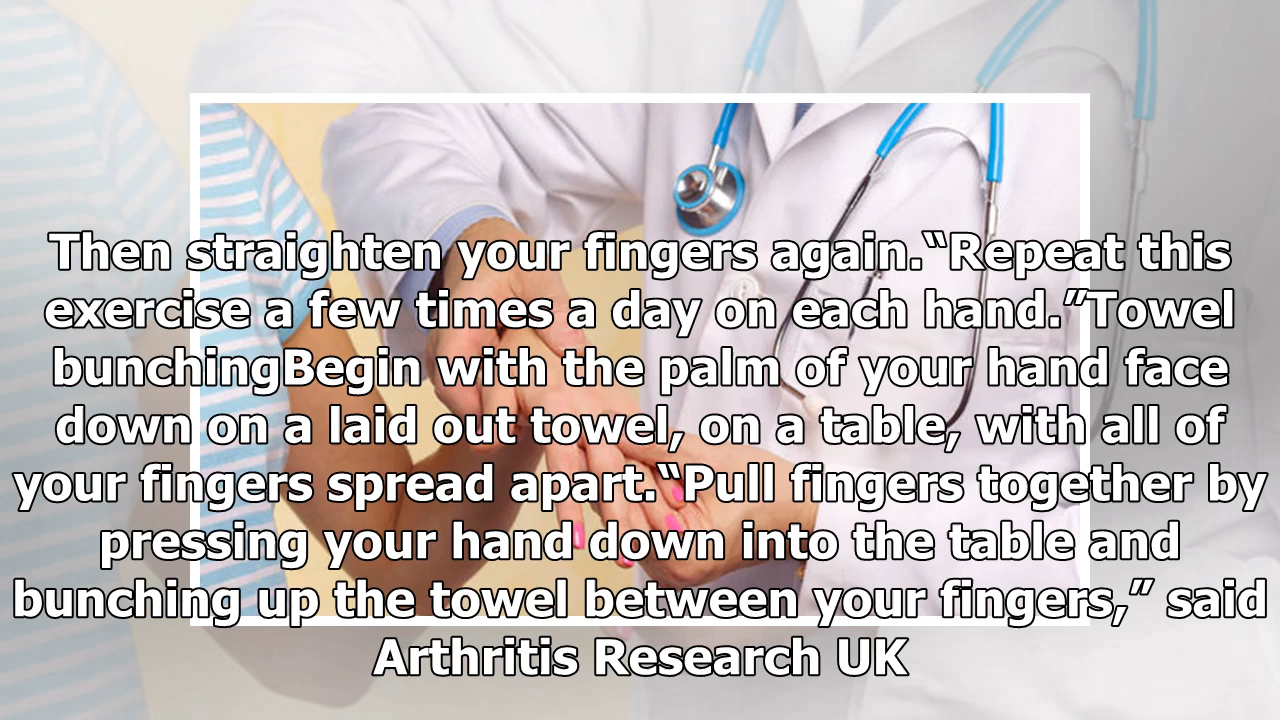 Then straighten your fingers again.“Repeat this
exercise a few times a day on each hand.”Towel
bunchingBegin with the palm of your hand face
down on a laid out towel, on a table, with all of
your fingers spread apart.“Pull fingers together by
pressing your hand down into the table and
bunching up the towel between your fingers,” said
Arthritis Research UK